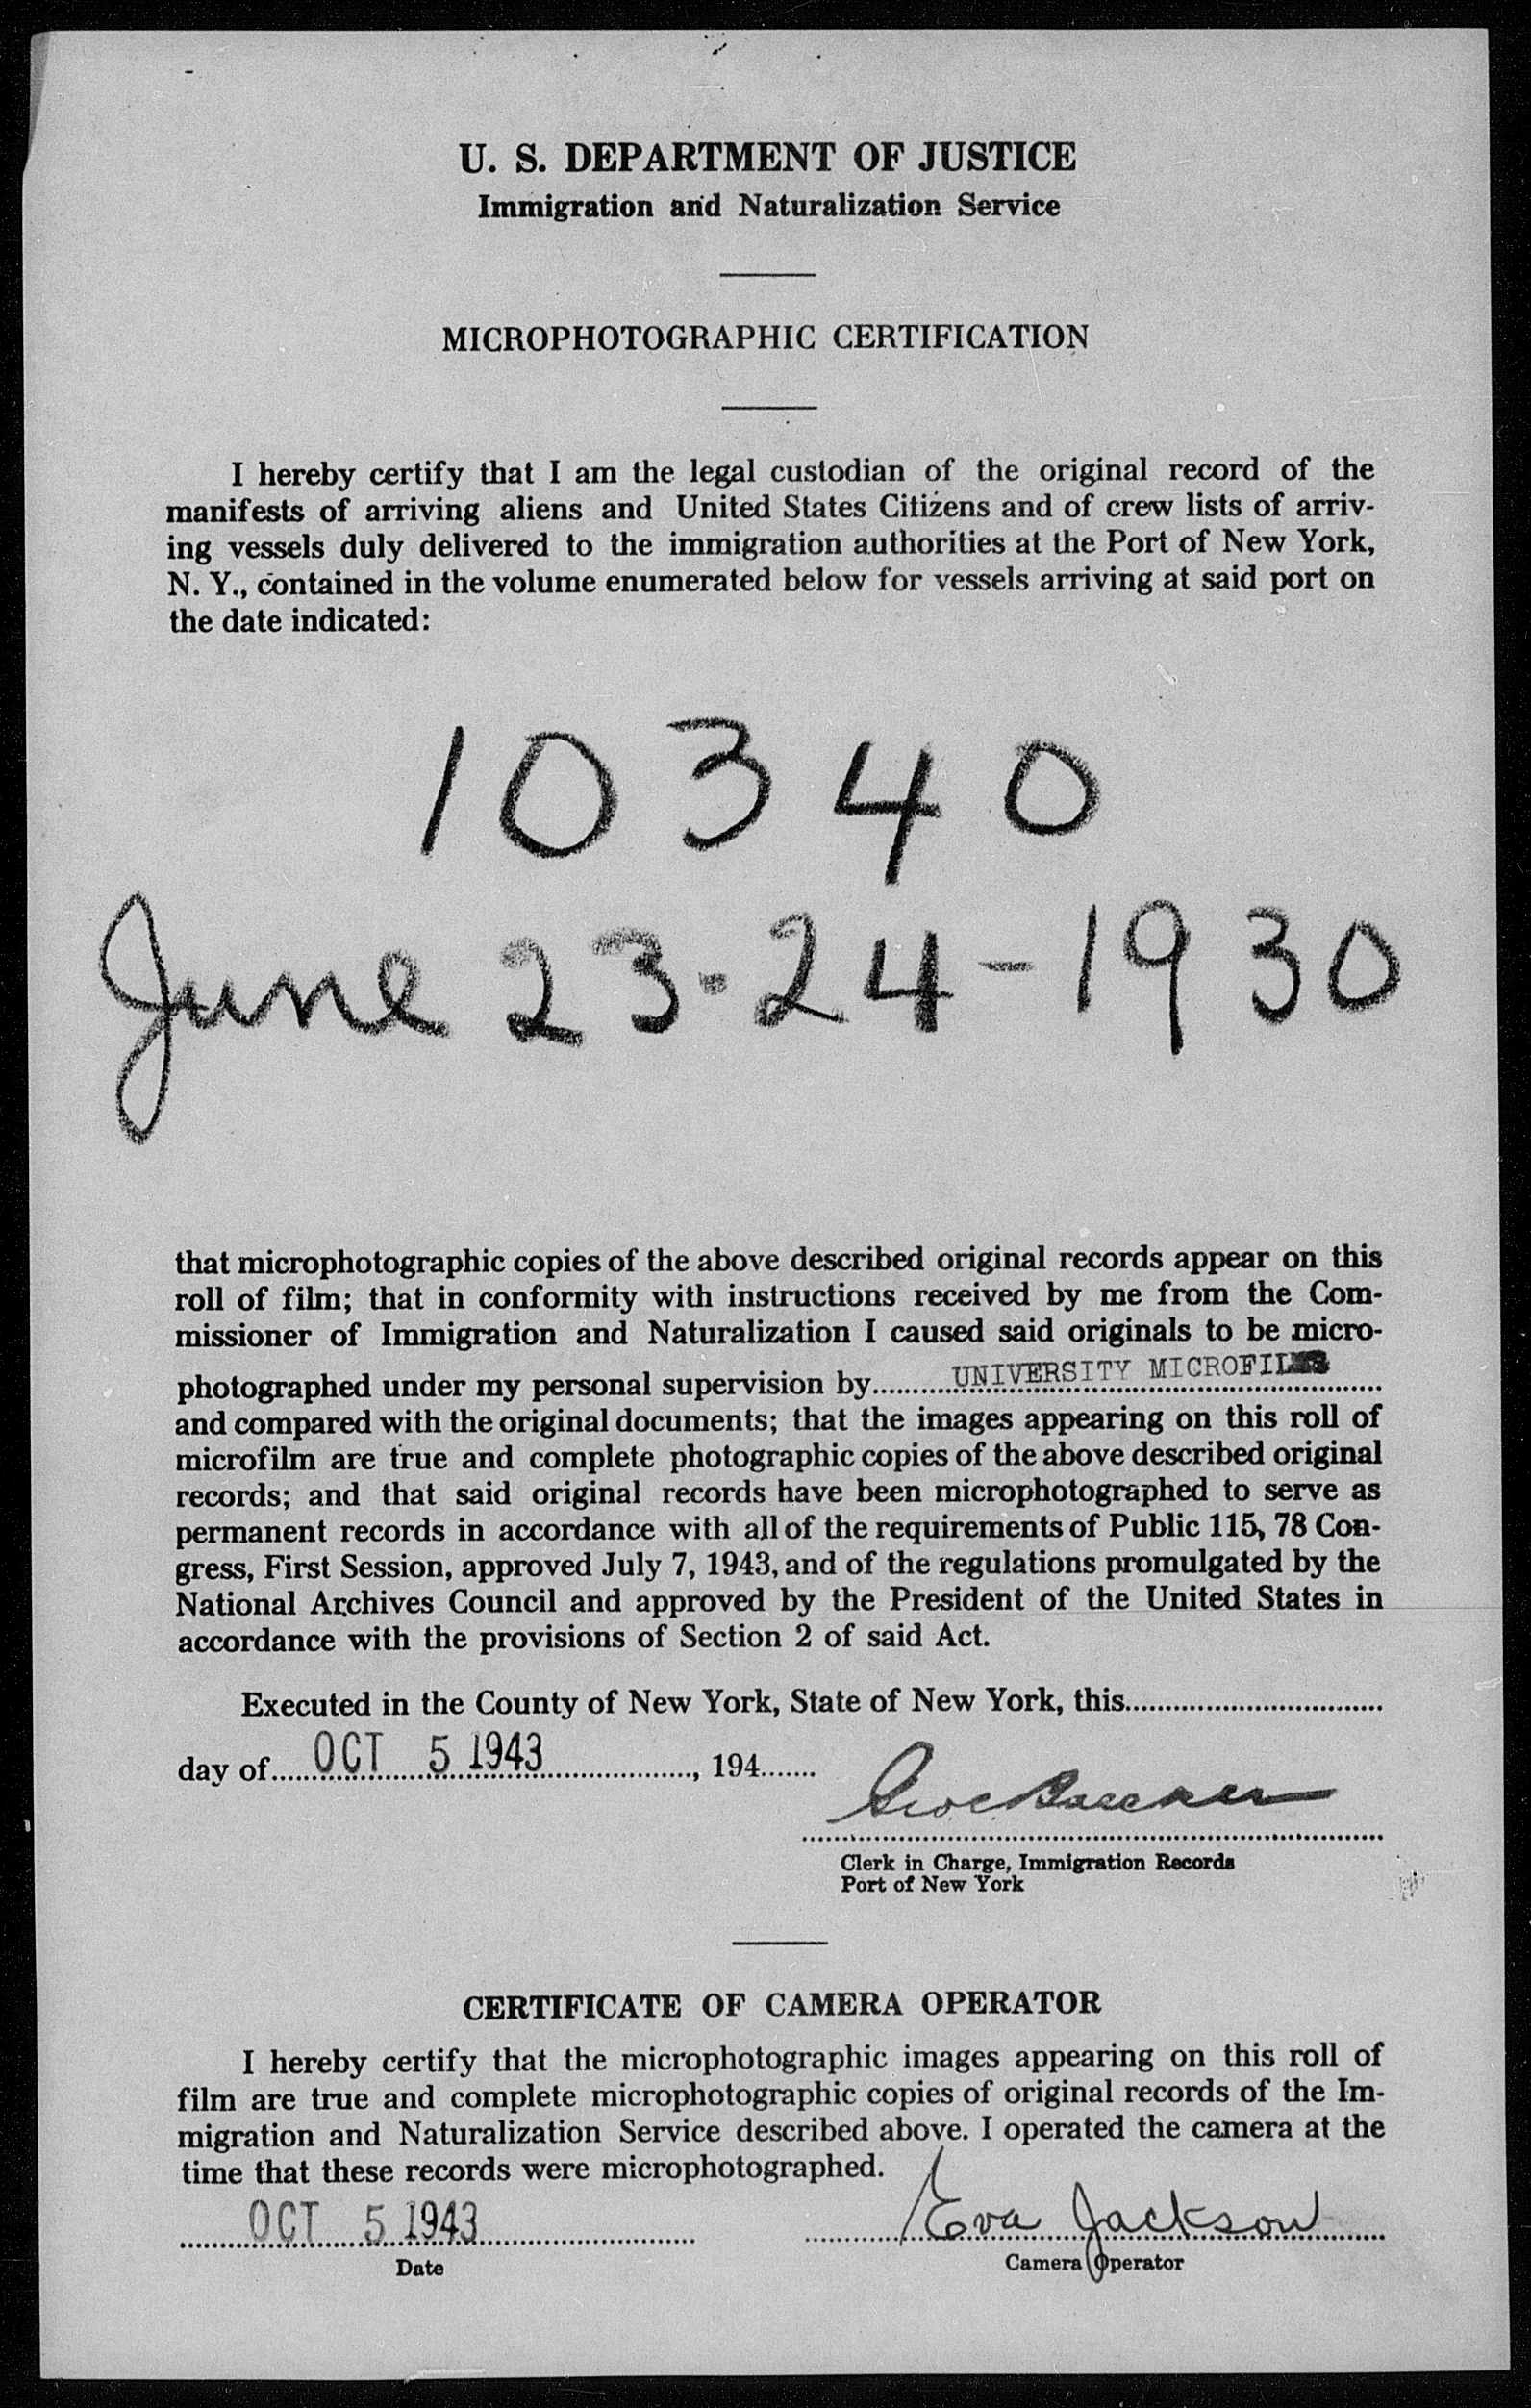 U. S. DEPARTMENT OF JUSTICE
Immigration and Naturalization Service
MICROPHOTOGRAPHIC CERTIFICATION
I hereby certify that I am the legal custodian of the original record of the
manifests of arriving aliens and United States Citizens and of crew lists of arriv-
ing vessels duly delivered to the immigration authorities at the Port of New York,
N. Y., contained in the volume enumerated below for vessels arriving at said port on
the date indicated:
10340
June 23-24-1930
that microphotographic copies of the above described original records appear on this
roll of film; that in conformity with instructions received by me from the Com-
missioner of Immigration and Naturalization I caused said originals to be micro-
photographed under my personal supervision by UNIVERSITY MICROFILMS
and compared with the original documents; that the images appearing on this roll of
microfilm are true and complete photographic copies of the above described original
records; and that said original records have been microphotographed to serve as
permanent records in accordance with all of the requirements of Public 115, 78 Con-
gress, First Session, approved July 7, 1943, and of the regulations promulgated by the
National Archives Council and approved by the President of the United States in
accordance with the provisions of Section 2 of said Act.
Executed in the County of New York, State of New York, this
day of OCT 5 1943, 194
Clerk in Charge, Immigration Records
Port of New York
CERTIFICATE OF CAMERA OPERATOR
I hereby certify that the microphotographic images appearing on this roll of
film are true and complete microphotographic copies of original records of the Im-
migration and Naturalization Service described above. I operated the camera at the
time that these records were microphotographed.
OCT 5 1943 Eva Jackson
Date Camera Operator